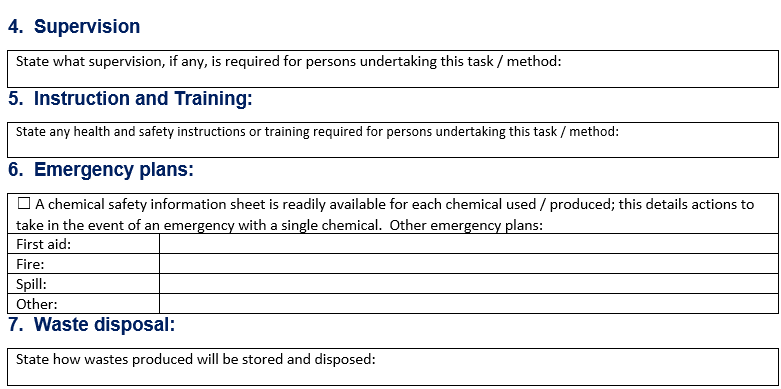 4. Supervision
State what supervision, if any, is required for persons undertaking this task / method:
5. Instruction and Training:
State any health and safety instructions or training required for persons undertaking this task / method:
6. Emergency plans:
☐ A chemical safety information sheet is readily available for each chemical used / produced; this details actions to
take in the event of an emergency with a single chemical. Other emergency plans:
First aid:
Fire:
Spill:
Other:
7. Waste disposal:
State how wastes produced will be stored and disposed: